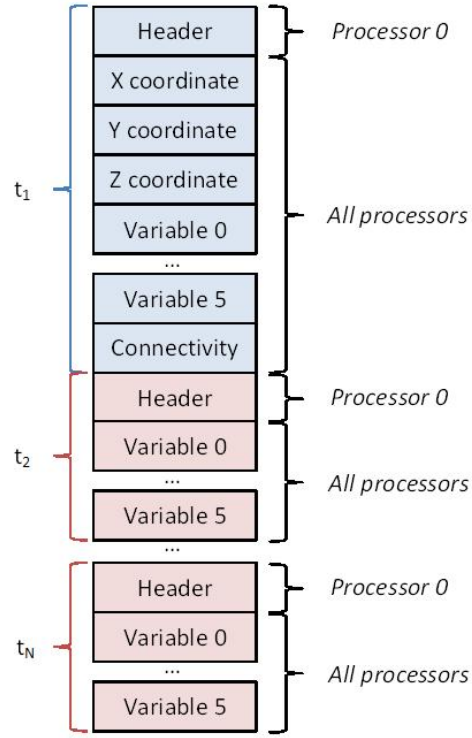 Header
Processor 0
X coordinate
Y coordinate
Z coordinate
t1
All processors
Variable 0
...
Variable 5
Connectivity
Header
Processor 0
Variable 0
t2
...
All processors
Variable 5
...
Header
Processor 0
Variable 0
tN
...
All processors
Variable 5